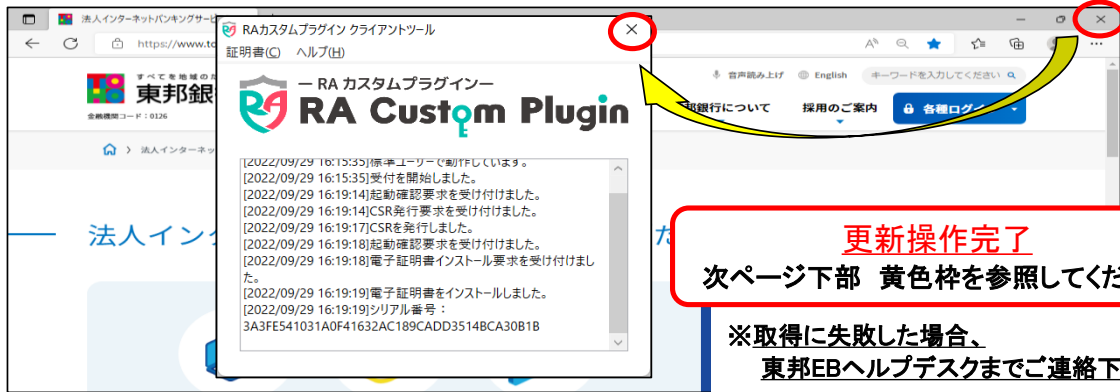 法人インターネットバンキングサービ
https://www.to
すべてを地域の
東邦銀
金融機関コード：0126
音声読み上げ
English
キーワードを入力してください
邦銀行について
採用のご案内
各種ログイ
法人インターネッ
法人イン
た
RAカスタムプラグイン クライアントツール
証明書(C) ヘルプ(H)
― RA カスタムプラグイン―
RA Custom Plugin
[2022/09/29 16:15:35]標準ユーザーで動作しています。
[2022/09/29 16:15:35]受付を開始しました。
[2022/09/29 16:19:14]起動確認要求を受け付けました。
[2022/09/29 16:19:14]CSR発行要求を受け付けました。
[2022/09/29 16:19:17]CSRを発行しました。
[2022/09/29 16:19:18]起動確認要求を受け付けました。
[2022/09/29 16:19:18]電子証明書インストール要求を受け付けまし
た。
[2022/09/29 16:19:19]電子証明書をインストールしました。
[2022/09/29 16:19:19]シリアル番号：
3A3FE541031A0F41632AC189CADD3514BCA30B1B
更新操作完了
次ページ下部 黄色枠を参照してくだ
※取得に失敗した場合、
東邦EBヘルプデスクまでご連絡下